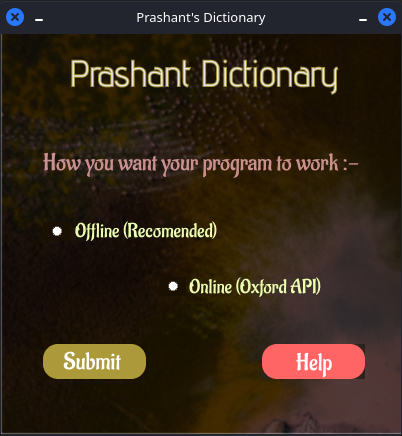 Prashant's Dictionary
Prashant Dictionary
How you want your program to work :-
Offline (Recomended)
Online (Oxford API)
Submit
Help